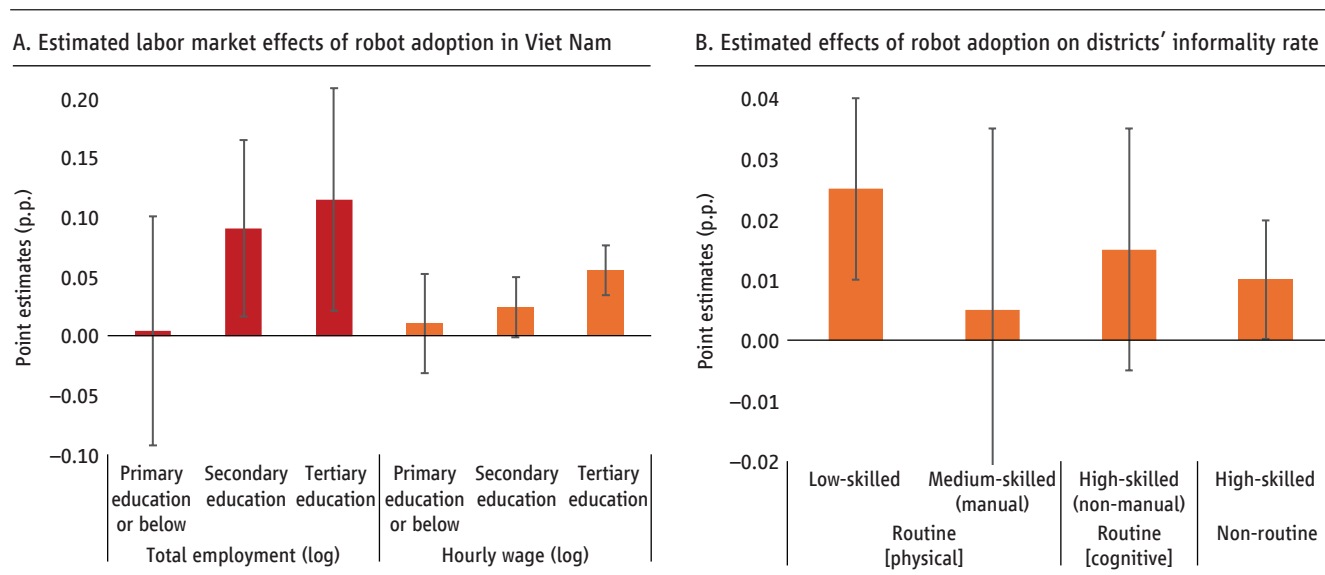 A. Estimated labor market effects of robot adoption in Viet Nam
Point estimates (p.p.)
0.20
0.15
0.10
0.05
0.00
–0.05
–0.10
Primary education or below
Secondary education
Tertiary education
Primary education or below
Secondary education
Tertiary education
Total employment (log)
Hourly wage (log)
B. Estimated effects of robot adoption on districts’ informality rate
Point estimates (p.p.)
0.04
0.03
0.02
0.01
0.00
–0.01
–0.02
Low-skilled
Medium-skilled (manual)
High-skilled (non-manual)
High-skilled
Routine [physical]
Routine [cognitive]
Non-routine